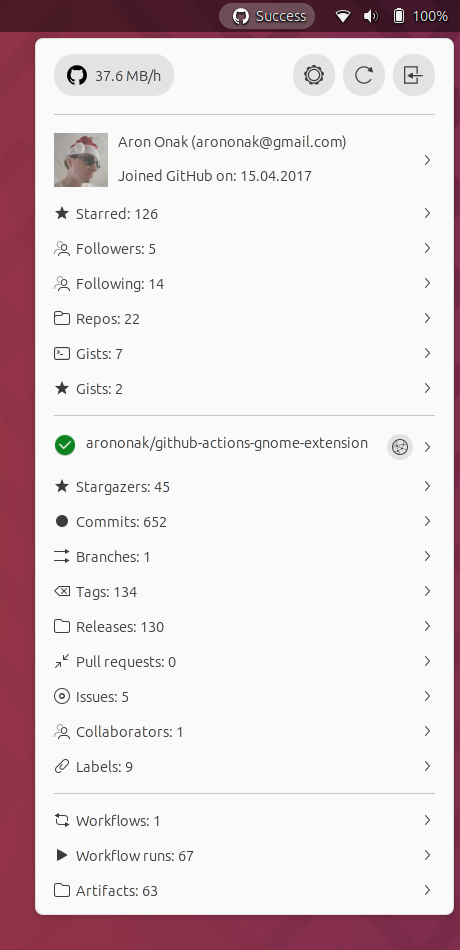 Success
100%
37.6 MB/h
Aron Onak (arononak@gmail.com)
Joined GitHub on: 15.04.2017
Starred: 126
Followers: 5
Following: 14
Repos: 22
Gists: 7
Gists: 2
arononak/github-actions-gnome-extension
Stargazers: 45
Commits: 652
Branches: 1
Tags: 134
Releases: 130
Pull requests: 0
Issues: 5
Collaborators: 1
Labels: 9
Workflows: 1
Workflow runs: 67
Artifacts: 63